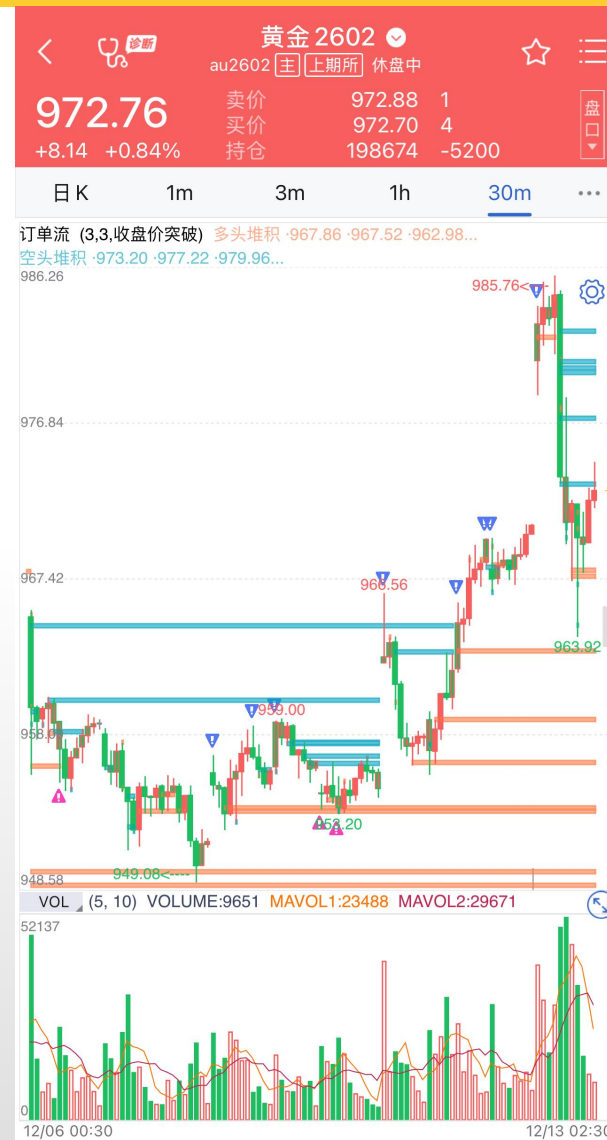 诊断
黄金2602
au2602 主 上期所 休盘中
972.76
+8.14 +0.84%
卖价 972.88 1
买价 972.70 4
持仓 198674 -5200
盘口
日K 1m 3m 1h 30m
订单流 (3,3,收盘价突破) 多头堆积 ·967.86 ·967.52 ·962.98...
空头堆积 ·973.20 ·977.22 ·979.96...
986.26
985.76<--
976.84
967.42
966.56
963.92
959.00
953.20
949.08<----
948.58
VOL (5, 10) VOLUME:9651 MAVOL1:23488 MAVOL2:29671
52137
0
12/06 00:30 12/13 02:30